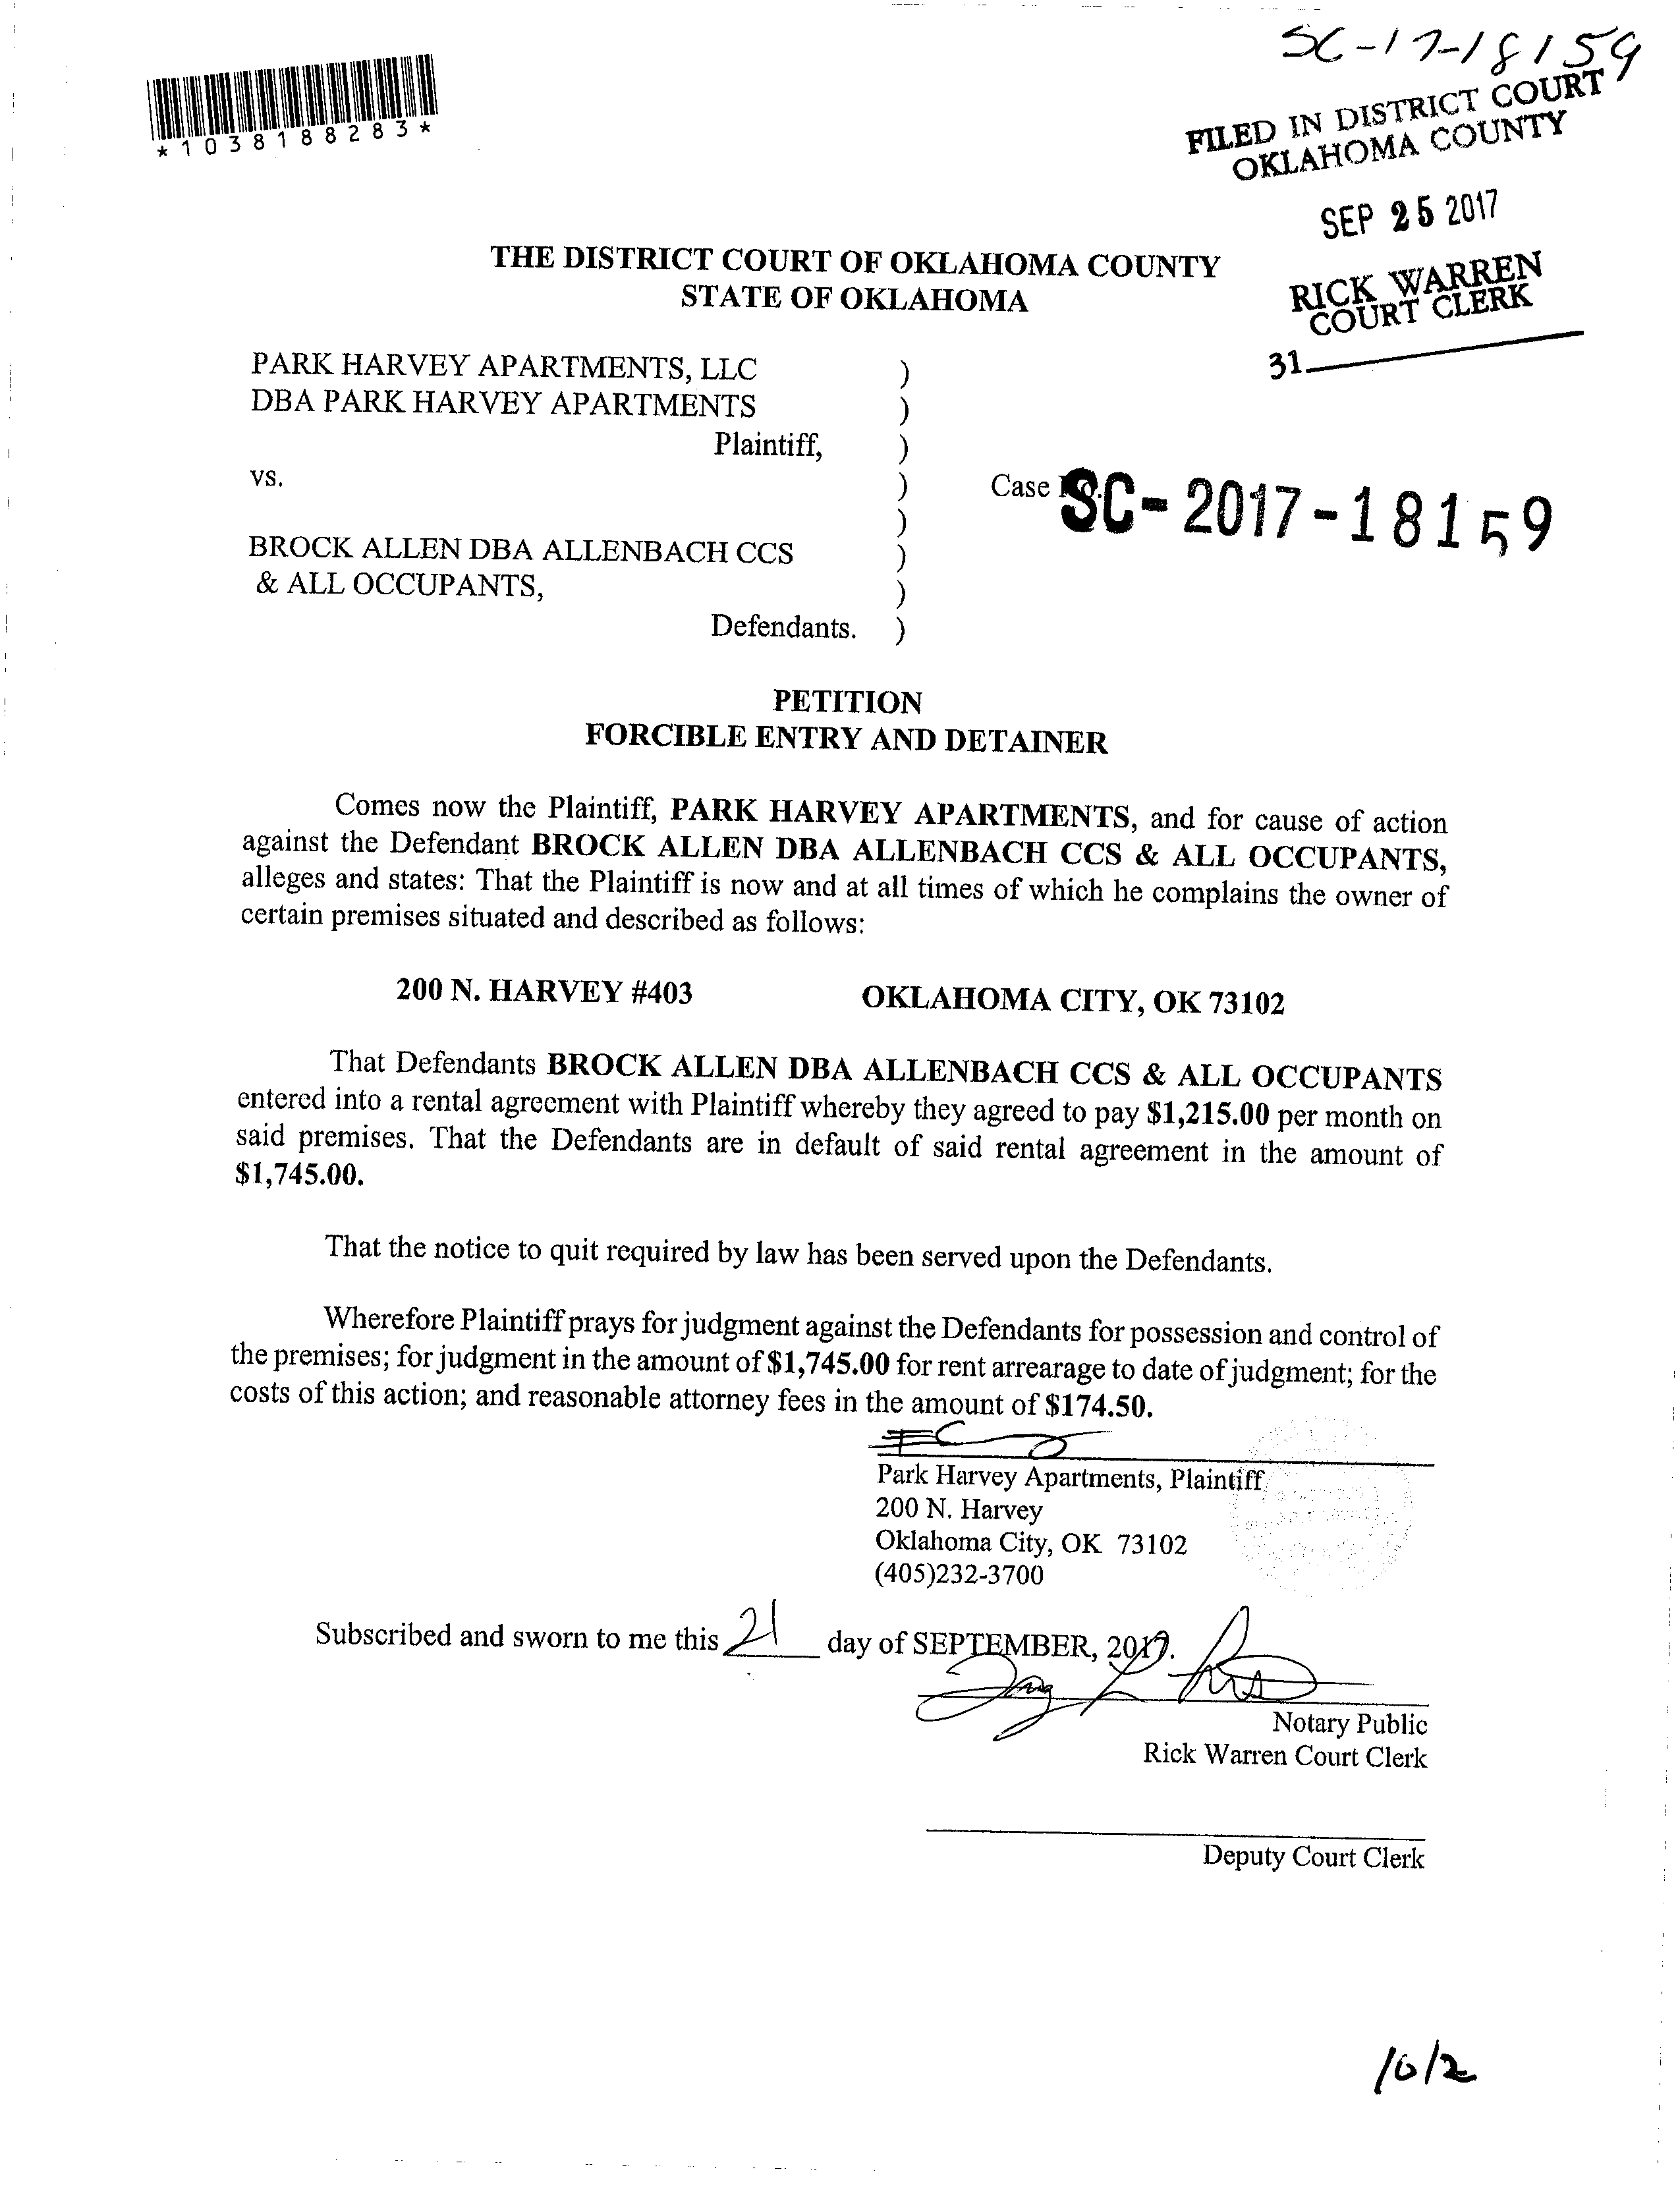 SC-17-18159
*1038188283*
FILED IN DISTRICT COURT
OKLAHOMA COUNTY
SEP 25 2017
RICK WARREN
COURT CLERK
31
THE DISTRICT COURT OF OKLAHOMA COUNTY
STATE OF OKLAHOMA
PARK HARVEY APARTMENTS, LLC )
DBA PARK HARVEY APARTMENTS )
Plaintiff, )
vs. ) Case No. SC-2017-18159
)
BROCK ALLEN DBA ALLENBACH CCS )
& ALL OCCUPANTS, )
Defendants. )
PETITION
FORCIBLE ENTRY AND DETAINER
Comes now the Plaintiff, PARK HARVEY APARTMENTS, and for cause of action
against the Defendant BROCK ALLEN DBA ALLENBACH CCS & ALL OCCUPANTS,
alleges and states: That the Plaintiff is now and at all times of which he complains the owner of
certain premises situated and described as follows:
200 N. HARVEY #403 OKLAHOMA CITY, OK 73102
That Defendants BROCK ALLEN DBA ALLENBACH CCS & ALL OCCUPANTS
entered into a rental agreement with Plaintiff whereby they agreed to pay $1,215.00 per month on
said premises. That the Defendants are in default of said rental agreement in the amount of
$1,745.00.
That the notice to quit required by law has been served upon the Defendants.
Wherefore Plaintiff prays for judgment against the Defendants for possession and control of
the premises; for judgment in the amount of $1,745.00 for rent arrearage to date of judgment; for the
costs of this action; and reasonable attorney fees in the amount of $174.50.
Park Harvey Apartments, Plaintiff
200 N. Harvey
Oklahoma City, OK 73102
(405)232-3700
Subscribed and sworn to me this 21 day of SEPTEMBER, 2017.
Notary Public
Rick Warren Court Clerk
Deputy Court Clerk
10/2